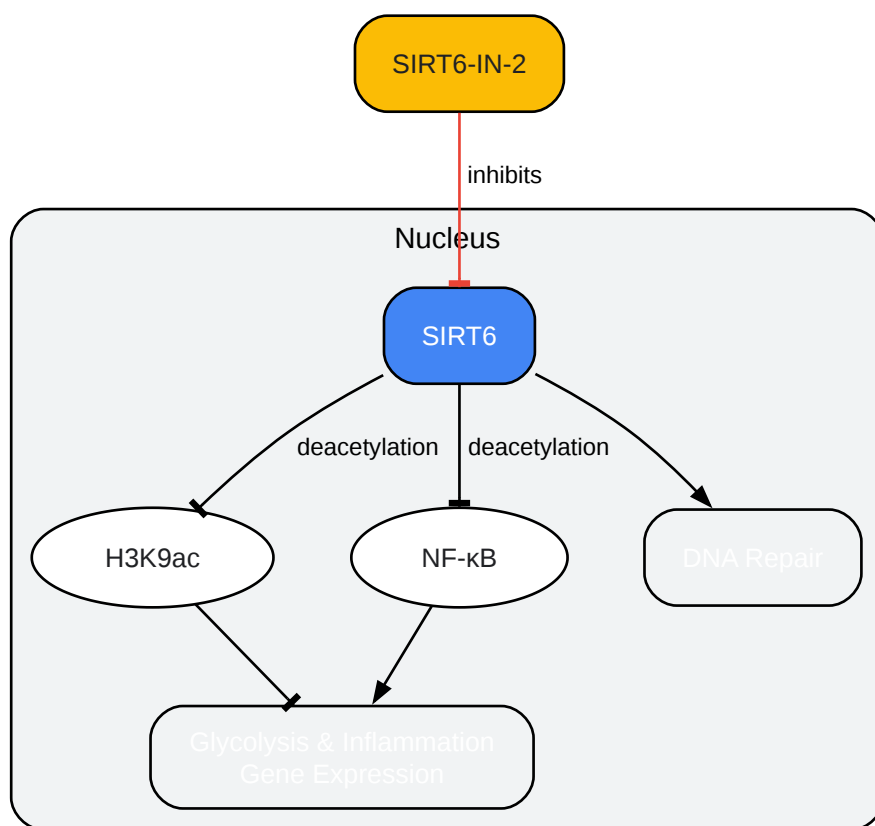 SIRT6-IN-2
inhibits
Nucleus
SIRT6
deacetylation
deacetylation
H3K9ac
NF-κB
DNA Repair
Glycolysis & Inflammation
Gene Expression